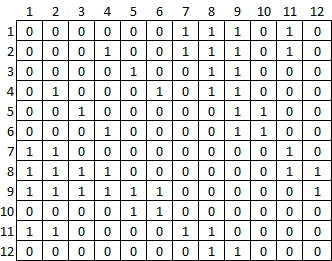 1 2 3 4 5 6 7 8 9 10 11 12
1 0 0 0 0 0 0 1 1 1 0 1 0
2 0 0 0 1 0 0 1 1 1 0 1 0
3 0 0 0 0 1 0 0 1 1 0 0 0
4 0 1 0 0 0 1 0 1 1 0 0 0
5 0 0 1 0 0 0 0 0 1 1 0 0
6 0 0 0 1 0 0 0 0 1 1 0 0
7 1 1 0 0 0 0 0 0 0 0 1 0
8 1 1 1 1 0 0 0 0 0 0 1 1
9 1 1 1 1 1 1 0 0 0 0 0 1
10 0 0 0 0 1 1 0 0 0 0 0 0
11 1 1 0 0 0 0 1 1 0 0 0 0
12 0 0 0 0 0 0 0 1 1 0 0 0